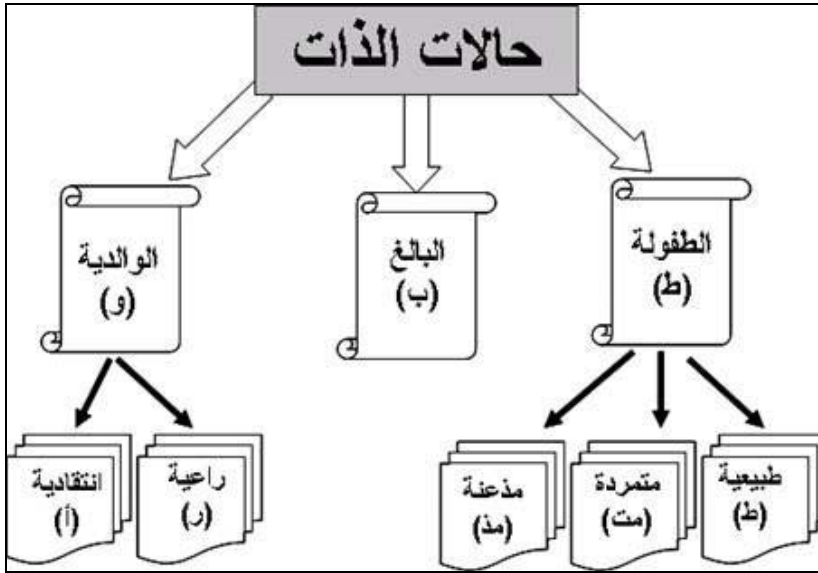 حالات الذات
الطفولة
(ط)
البالغ
(ب)
الوالدية
(و)
طبيعية
(ط)
متمردة
(مت)
مذعنة
(مذ)
راعية
(ر)
انتقادية
(أ)